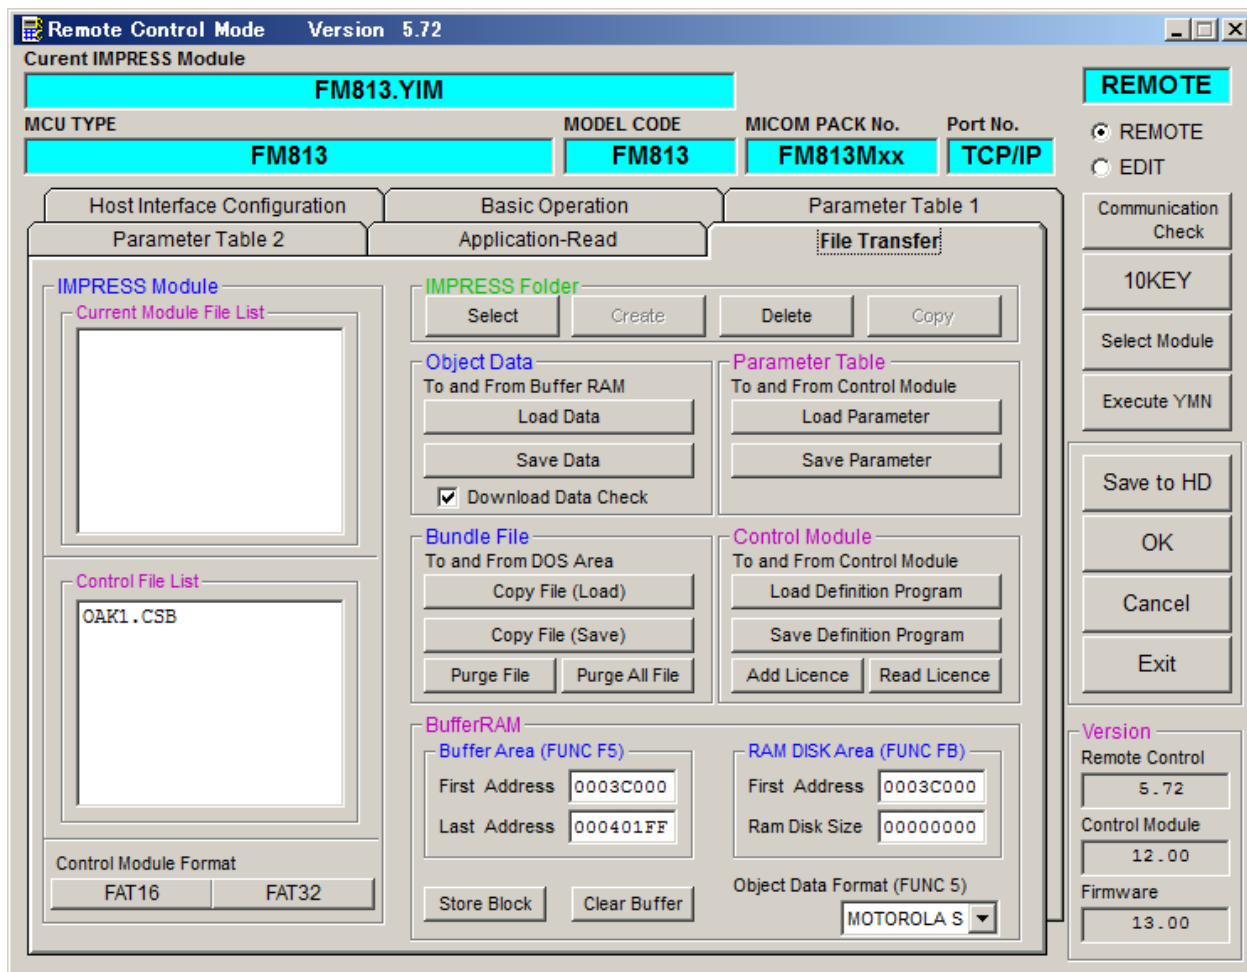 Remote Control Mode Version 5.72
Curent IMPRESS Module
FM813.YIM
REMOTE
MCU TYPE
MODEL CODE
MICOM PACK No.
Port No.
FM813
FM813
FM813Mxx
TCP/IP
REMOTE
EDIT
Host Interface Configuration
Basic Operation
Parameter Table 1
Parameter Table 2
Application-Read
File Transfer
Communication
Check
10KEY
Select Module
Execute YMN
Save to HD
OK
Cancel
Exit
IMPRESS Module
Current Module File List
Control File List
OAK1.CSB
Control Module Format
FAT16
FAT32
IMPRESS Folder
Select
Create
Delete
Copy
Object Data
To and From Buffer RAM
Load Data
Save Data
Download Data Check
Parameter Table
To and From Control Module
Load Parameter
Save Parameter
Bundle File
To and From DOS Area
Copy File (Load)
Copy File (Save)
Purge File
Purge All File
Control Module
To and From Control Module
Load Definition Program
Save Definition Program
Add Licence
Read Licence
BufferRAM
Buffer Area (FUNC F5)
First Address 0003C000
Last Address 000401FF
RAM DISK Area (FUNC FB)
First Address 0003C000
Ram Disk Size 00000000
Store Block
Clear Buffer
Object Data Format (FUNC 5)
MOTOROLA S
Version
Remote Control
5.72
Control Module
12.00
Firmware
13.00